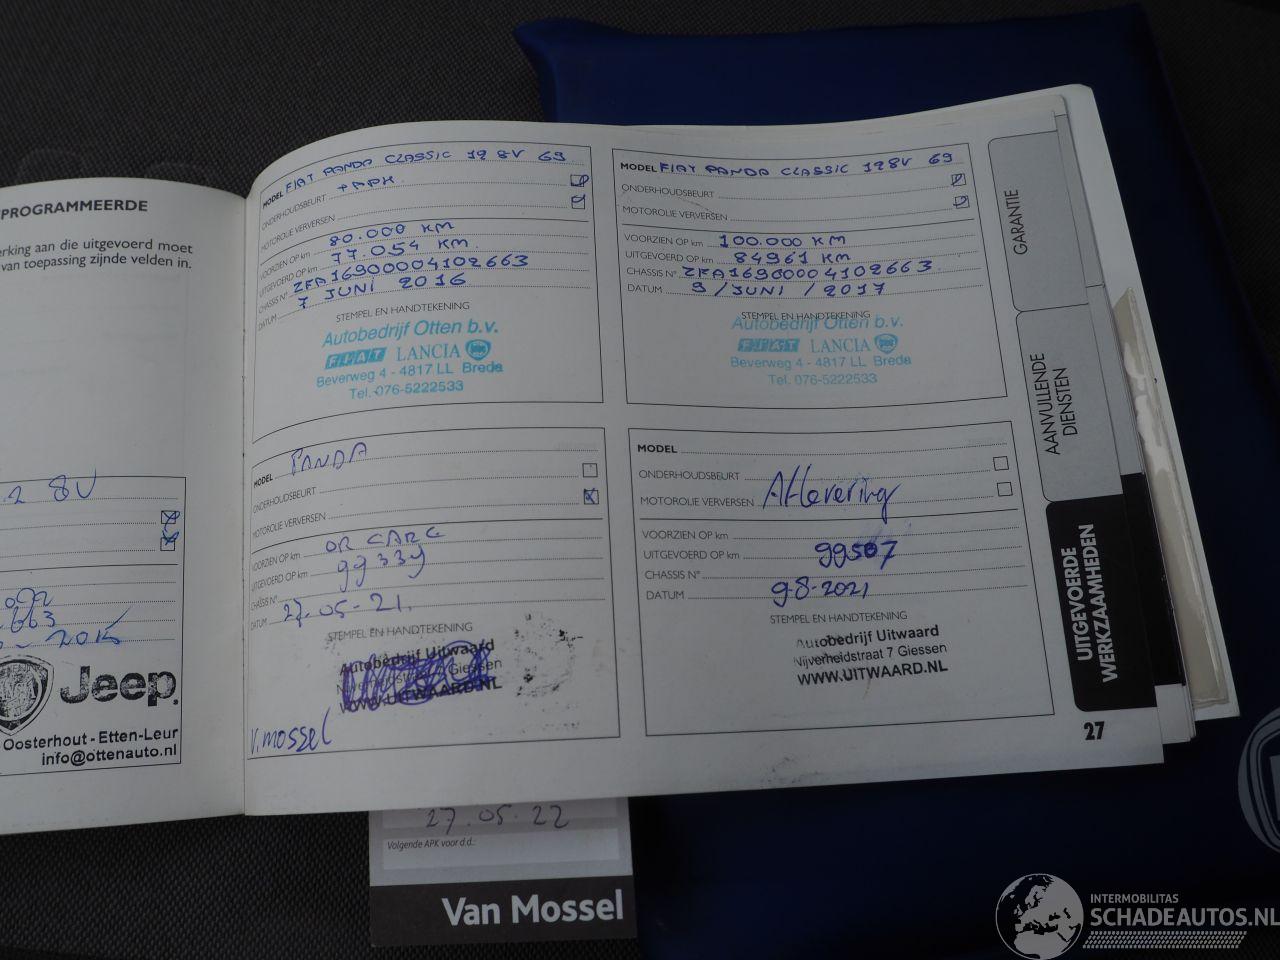 PROGRAMMEERDE
erking aan die uitgevoerd moet
van toepassing zijnde velden in.
.2 8V
663
- 2015
Jeep
Oosterhout - Etten-Leur
info@ottenauto.nl
MODEL FIAT PANDA CLASSIC 12 8V 69
ONDERHOUDSBEURT + APK
MOTOROLIE VERVERSEN
VOORZIEN OP km 80.000 KM
UITGEVOERD OP km 77.054 KM.
CHASSIS N° ZFA16900004102663
DATUM 7 JUNI 2016
STEMPEL EN HANDTEKENING
Autobedrijf Otten b.v.
FIAT LANCIA
Beverweg 4 - 4817 LL Breda
Tel. 076-5222533
MODEL FIAT PANDA CLASSIC 128V 69
ONDERHOUDSBEURT
MOTOROLIE VERVERSEN
VOORZIEN OP km 100.000 KM
UITGEVOERD OP km 84961 KM
CHASSIS N° ZFA16900004102663
DATUM 9 / JUNI / 2017
STEMPEL EN HANDTEKENING
Autobedrijf Otten b.v.
FIAT LANCIA
Beverweg 4 - 4817 LL Breda
Tel. 076-5222533
MODEL PANDA
ONDERHOUDSBEURT
MOTOROLIE VERVERSEN
VOORZIEN OP km
UITGEVOERD OP km 99339
CHASSIS N°
DATUM 27.05-21.
STEMPEL EN HANDTEKENING
Autobedrijf Uitwaard
Giessen
WWW.UITWAARD.NL
V. mossel
MODEL
ONDERHOUDSBEURT
MOTOROLIE VERVERSEN Aflevering
VOORZIEN OP km
UITGEVOERD OP km 99507
CHASSIS N°
DATUM 9-8-2021
STEMPEL EN HANDTEKENING
Autobedrijf Uitwaard
Nijverheidstraat 7 Giessen
WWW.UITWAARD.NL
GARANTIE
AANVULLENDE
DIENSTEN
UITGEVOERDE
WERKZAAMHEDEN
27
27.05.22
Volgende APK voor d.d.:
Van Mossel
INTERMOBILITAS
SCHADEAUTOS.NL